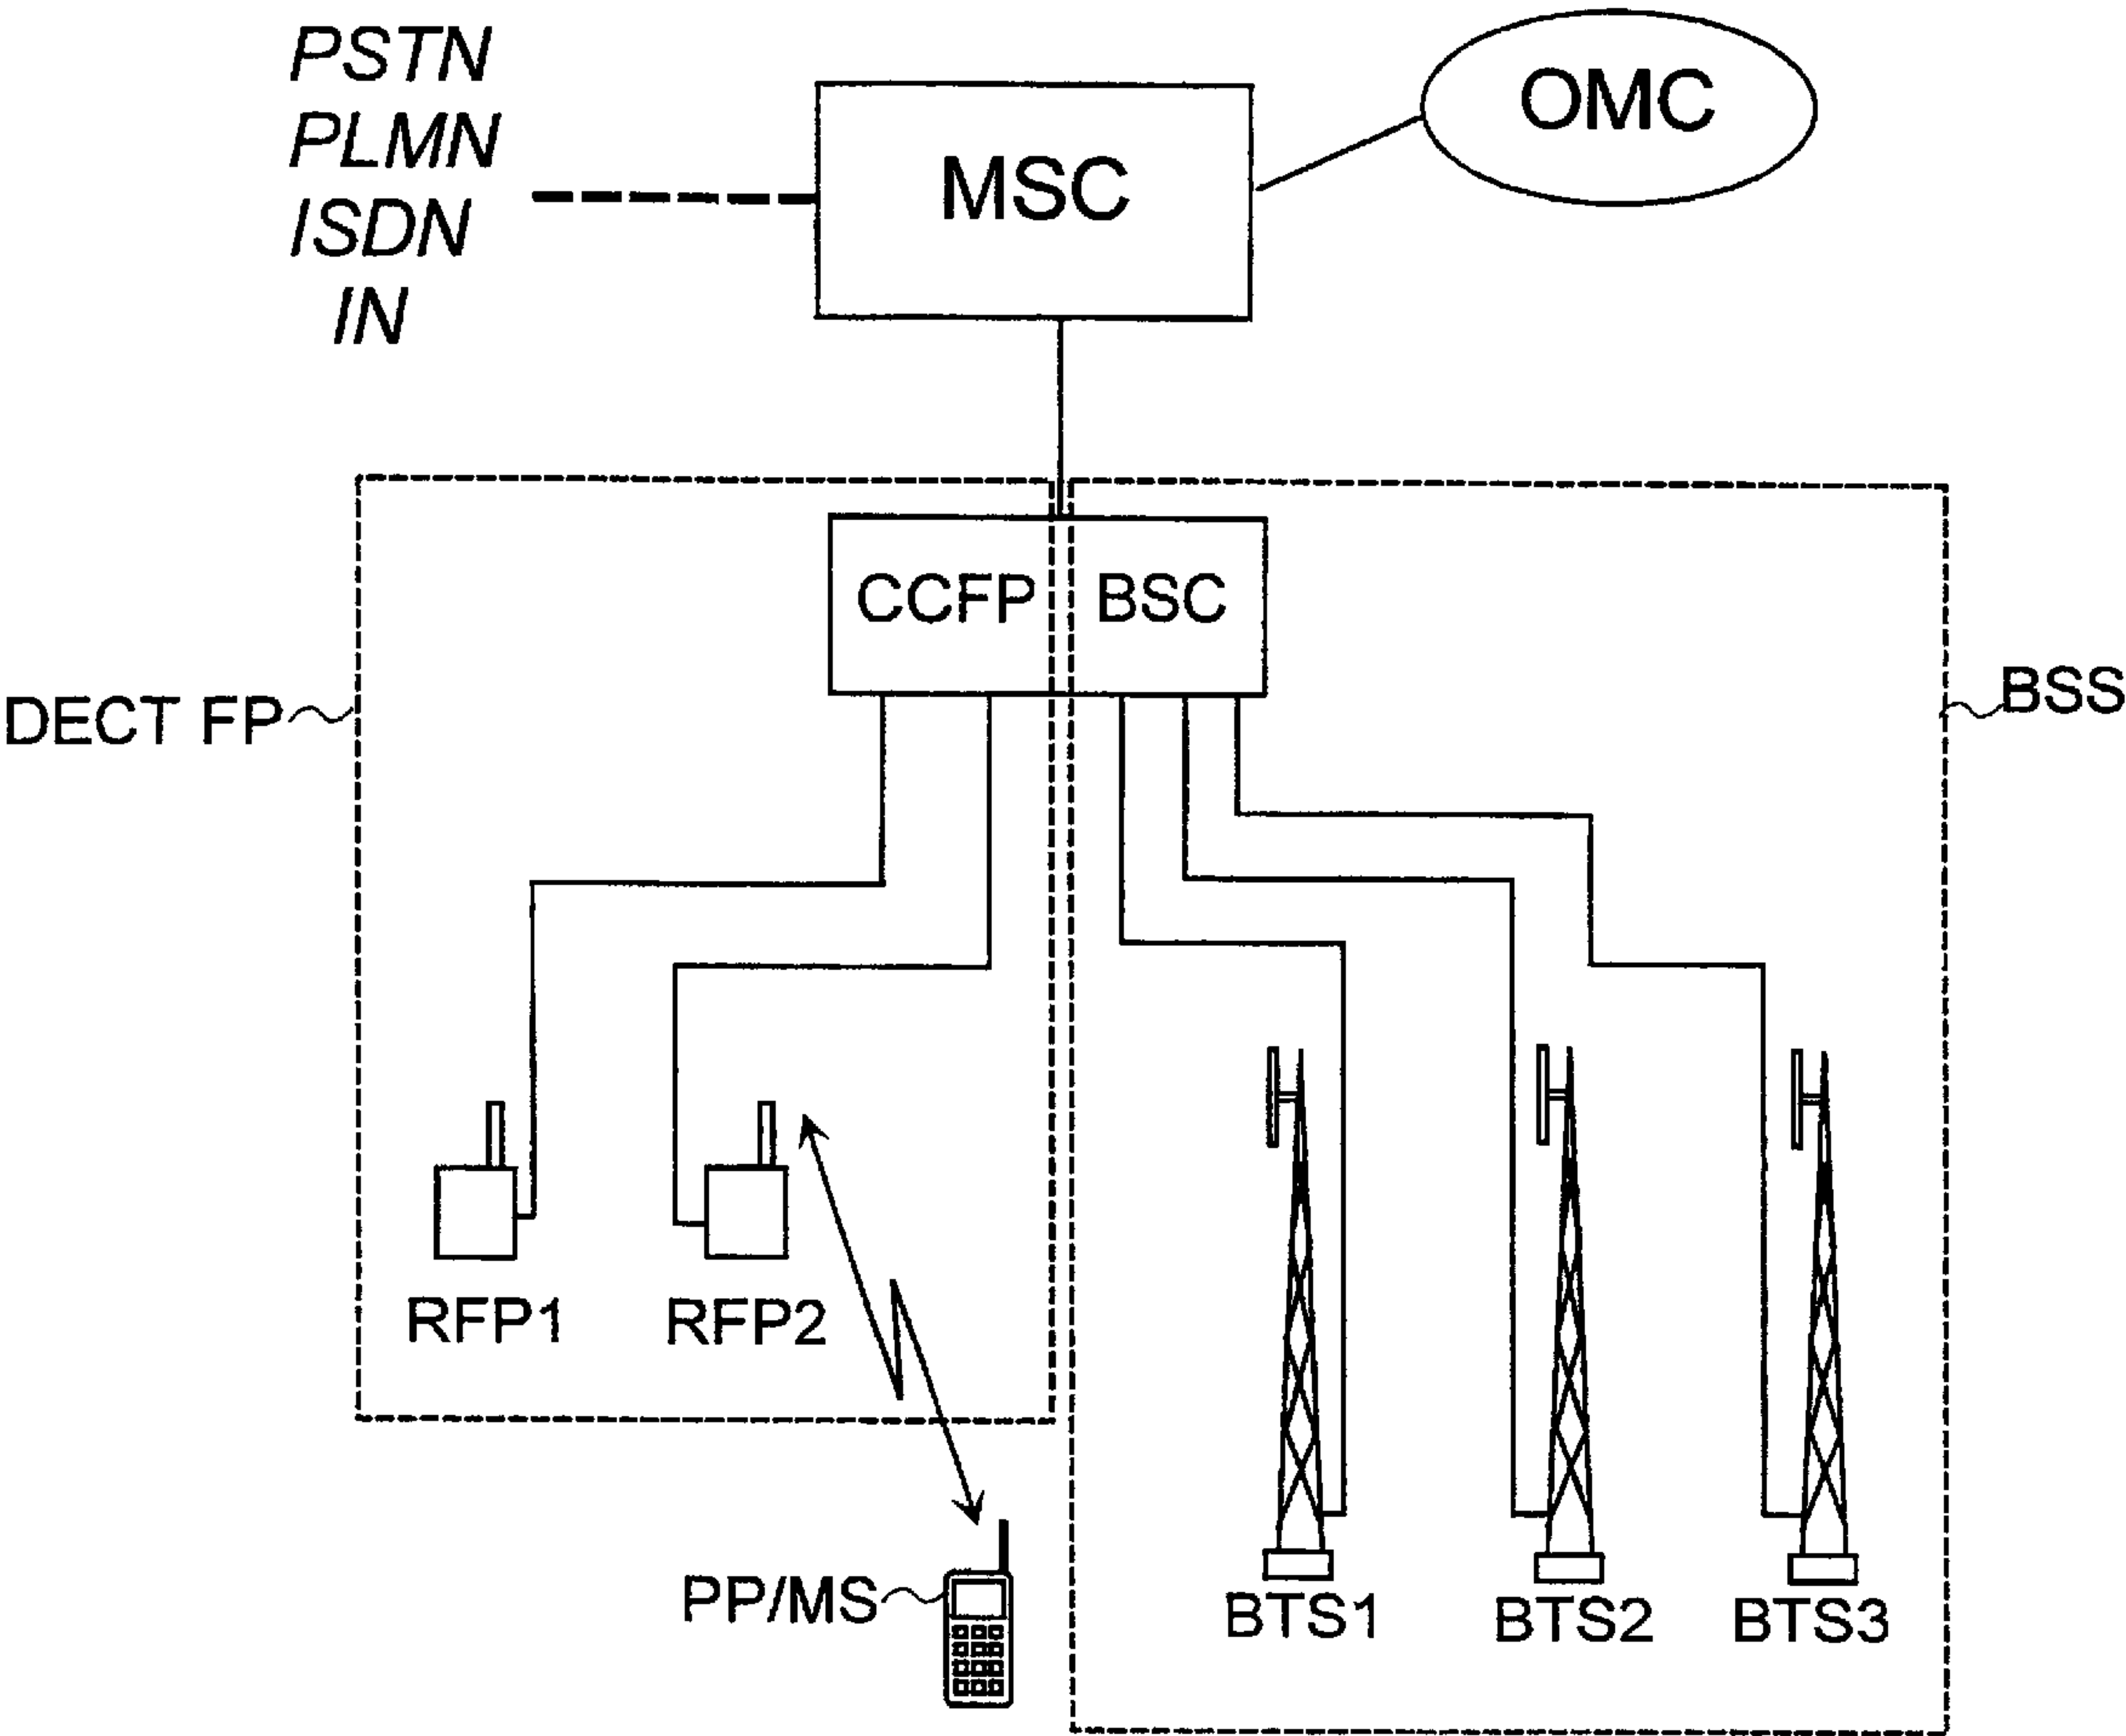 PSTN
PLMN
ISDN
IN
MSC
OMC
CCFP
BSC
DECT FP
BSS
RFP1
RFP2
PP/MS
BTS1
BTS2
BTS3